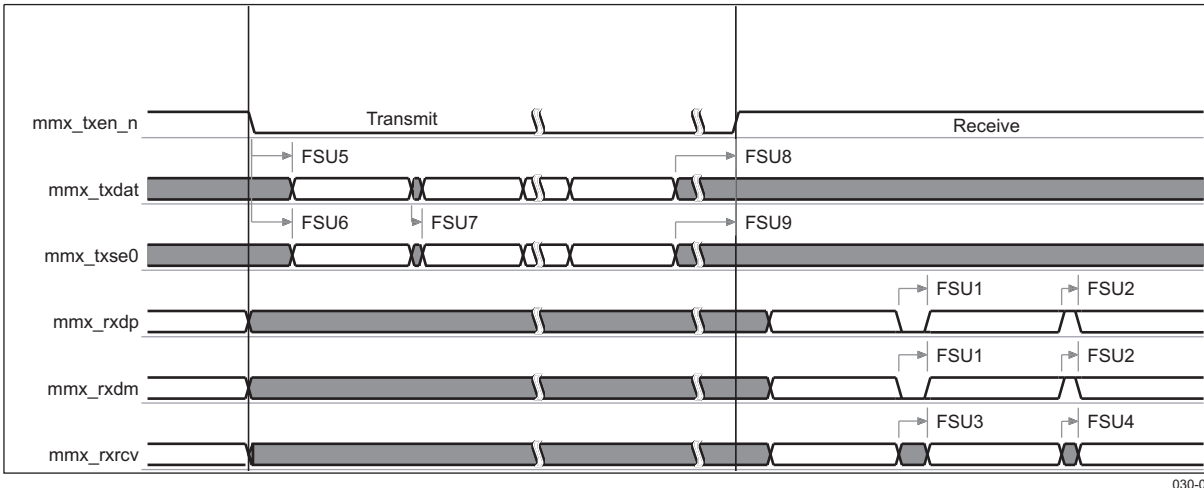 mmx_txen_n
Transmit
Receive
FSU5
FSU8
mmx_txdat
FSU6
FSU7
FSU9
mmx_txse0
FSU1
FSU2
mmx_rxdp
FSU1
FSU2
mmx_rxdm
FSU3
FSU4
mmx_rxrcv